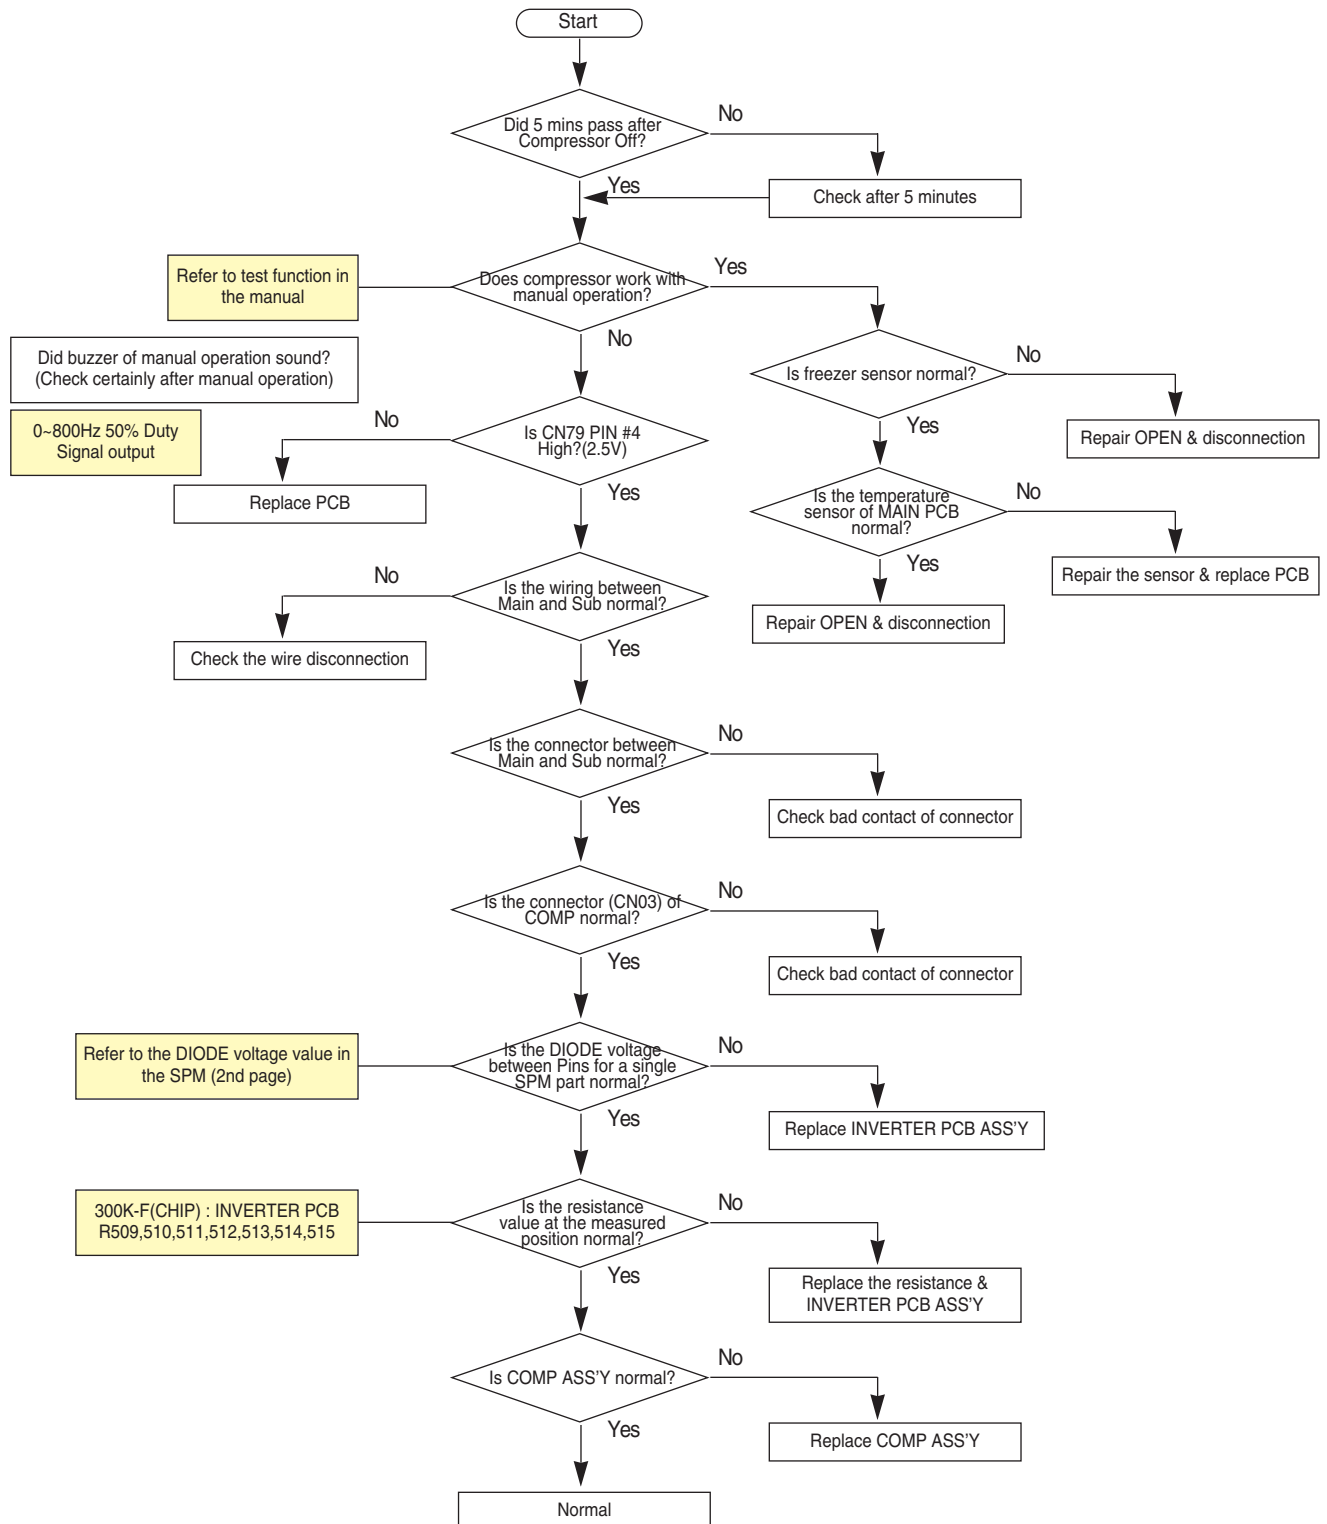 Start
Did 5 mins pass after
Compressor Off?
No
Yes
Check after 5 minutes
Refer to test function in
the manual
Does compressor work with
manual operation?
Yes
No
Did buzzer of manual operation sound?
(Check certainly after manual operation)
Is freezer sensor normal?
No
Repair OPEN & disconnection
Yes
0~800Hz 50% Duty
Signal output
No
Is CN79 PIN #4
High?(2.5V)
Replace PCB
Yes
Is the temperature
sensor of MAIN PCB
normal?
No
Repair the sensor & replace PCB
Yes
Repair OPEN & disconnection
No
Is the wiring between
Main and Sub normal?
Check the wire disconnection
Yes
Is the connector between
Main and Sub normal?
No
Check bad contact of connector
Yes
Is the connector (CN03) of
COMP normal?
No
Check bad contact of connector
Yes
Refer to the DIODE voltage value in
the SPM (2nd page)
Is the DIODE voltage
between Pins for a single
SPM part normal?
No
Replace INVERTER PCB ASS'Y
Yes
300K-F(CHIP) : INVERTER PCB
R509,510,511,512,513,514,515
Is the resistance
value at the measured
position normal?
No
Replace the resistance &
INVERTER PCB ASS'Y
Yes
Is COMP ASS'Y normal?
No
Replace COMP ASS'Y
Yes
Normal